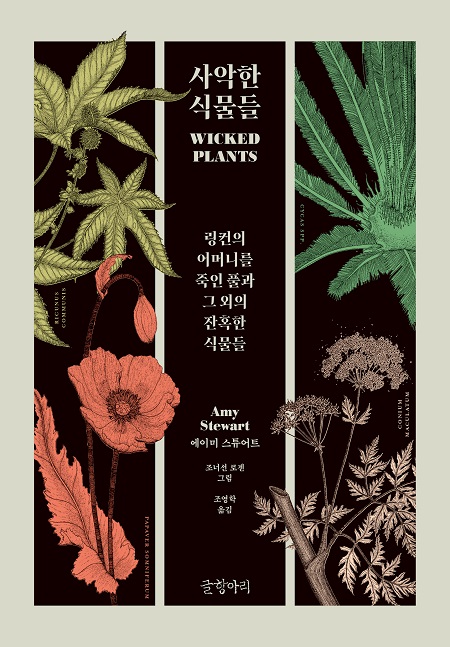 사악한
식물들
WICKED
PLANTS
링컨의
어머니를
죽인 풀과
그 외의
잔혹한
식물들
Amy
Stewart
에이미 스튜어트
조너선 로젠
그림
조영학
옮김
글항아리
RICUNUS
COMMUNIS
PAPAVER SOMNIFERUM
CYCAS SPP.
CONIUM
MACULATUM